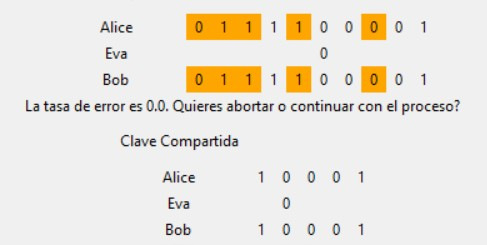 Alice 0 1 1 1 1 0 0 0 0 1
Eva 0
Bob 0 1 1 1 1 0 0 0 0 1
La tasa de error es 0.0. Quieres abortar o continuar con el proceso?
Clave Compartida
Alice 1 0 0 0 1
Eva 0
Bob 1 0 0 0 1